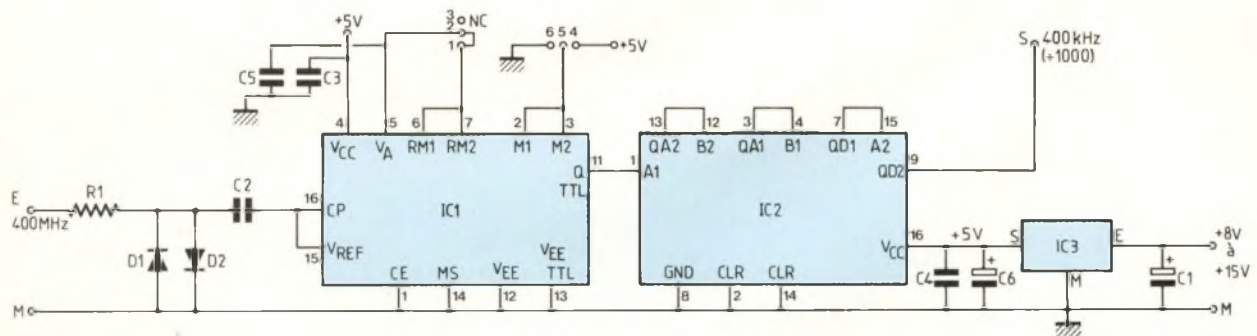 +5V
3
2
1
NC
6 5 4
+5V
S
400 kHz
(÷1000)
C5
C3
4
5
6
7
2
3
13
12
3
4
7
15
VCC
VA
RM1
RM2
M1
M2
QA2
B2
QA1
B1
QD1
A2
Q
TTL
11
1
A1
QD2
9
E
400MHz
R1
C2
16
CP
IC1
IC2
D1
D2
15
VREF
VCC
16
+5V
S
IC3
E
+8V
à
+15V
CE
MS
VEE
VEE
TTL
GND
CLR
CLR
C4
+
C6
M
+
C1
M
1
14
12
13
8
2
14
M